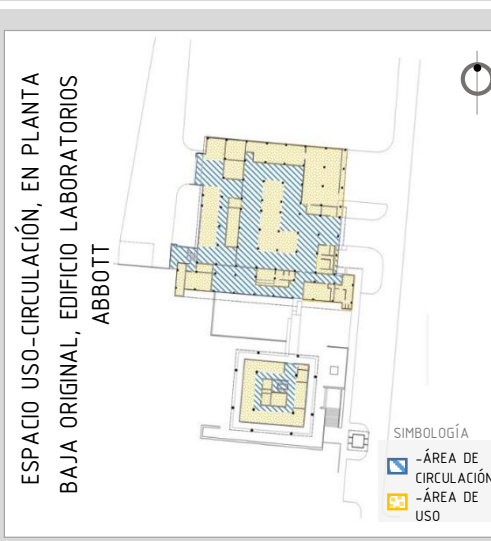 ESPACIO USO-CIRCULACIÓN, EN PLANTA
BAJA ORIGINAL, EDIFICIO LABORATORIOS
ABBOTT
SIMBOLOGÍA
-ÁREA DE
CIRCULACIÓN
-ÁREA DE
USO